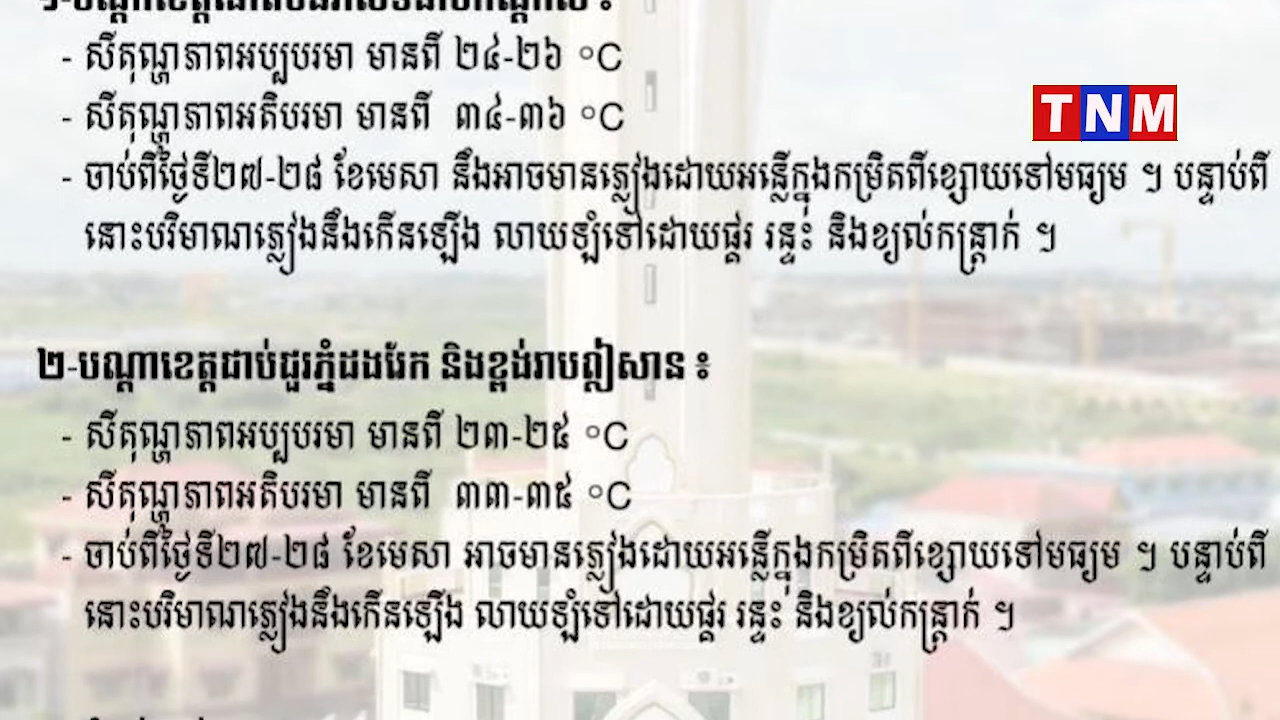 TNM
- សីតុណ្ហភាពអប្បបរមា មានពី ២៤-២៦ °C
- សីតុណ្ហភាពអតិបរមា មានពី ៣៤-៣៦ °C
- ចាប់ពីថ្ងៃទី២៧-២៨ ខែមេសា នឹងអាចមានភ្លៀងដោយអន្លើក្នុងកម្រិតពីខ្សោយទៅមធ្យម ។ បន្ទាប់ពី
នោះបរិមាណភ្លៀងនឹងកើនឡើង លាយឡំទៅដោយផ្គរ រន្ទះ និងខ្យល់កន្ត្រាក់ ។
២-បណ្តាខេត្តជាប់ជួរភ្នំដងរែក និងខ្ពង់រាបឦសាន ៖
- សីតុណ្ហភាពអប្បបរមា មានពី ២៣-២៥ °C
- សីតុណ្ហភាពអតិបរមា មានពី ៣៣-៣៥ °C
- ចាប់ពីថ្ងៃទី២៧-២៨ ខែមេសា អាចមានភ្លៀងដោយអន្លើក្នុងកម្រិតពីខ្សោយទៅមធ្យម ។ បន្ទាប់ពី
នោះបរិមាណភ្លៀងនឹងកើនឡើង លាយឡំទៅដោយផ្គរ រន្ទះ និងខ្យល់កន្ត្រាក់ ។